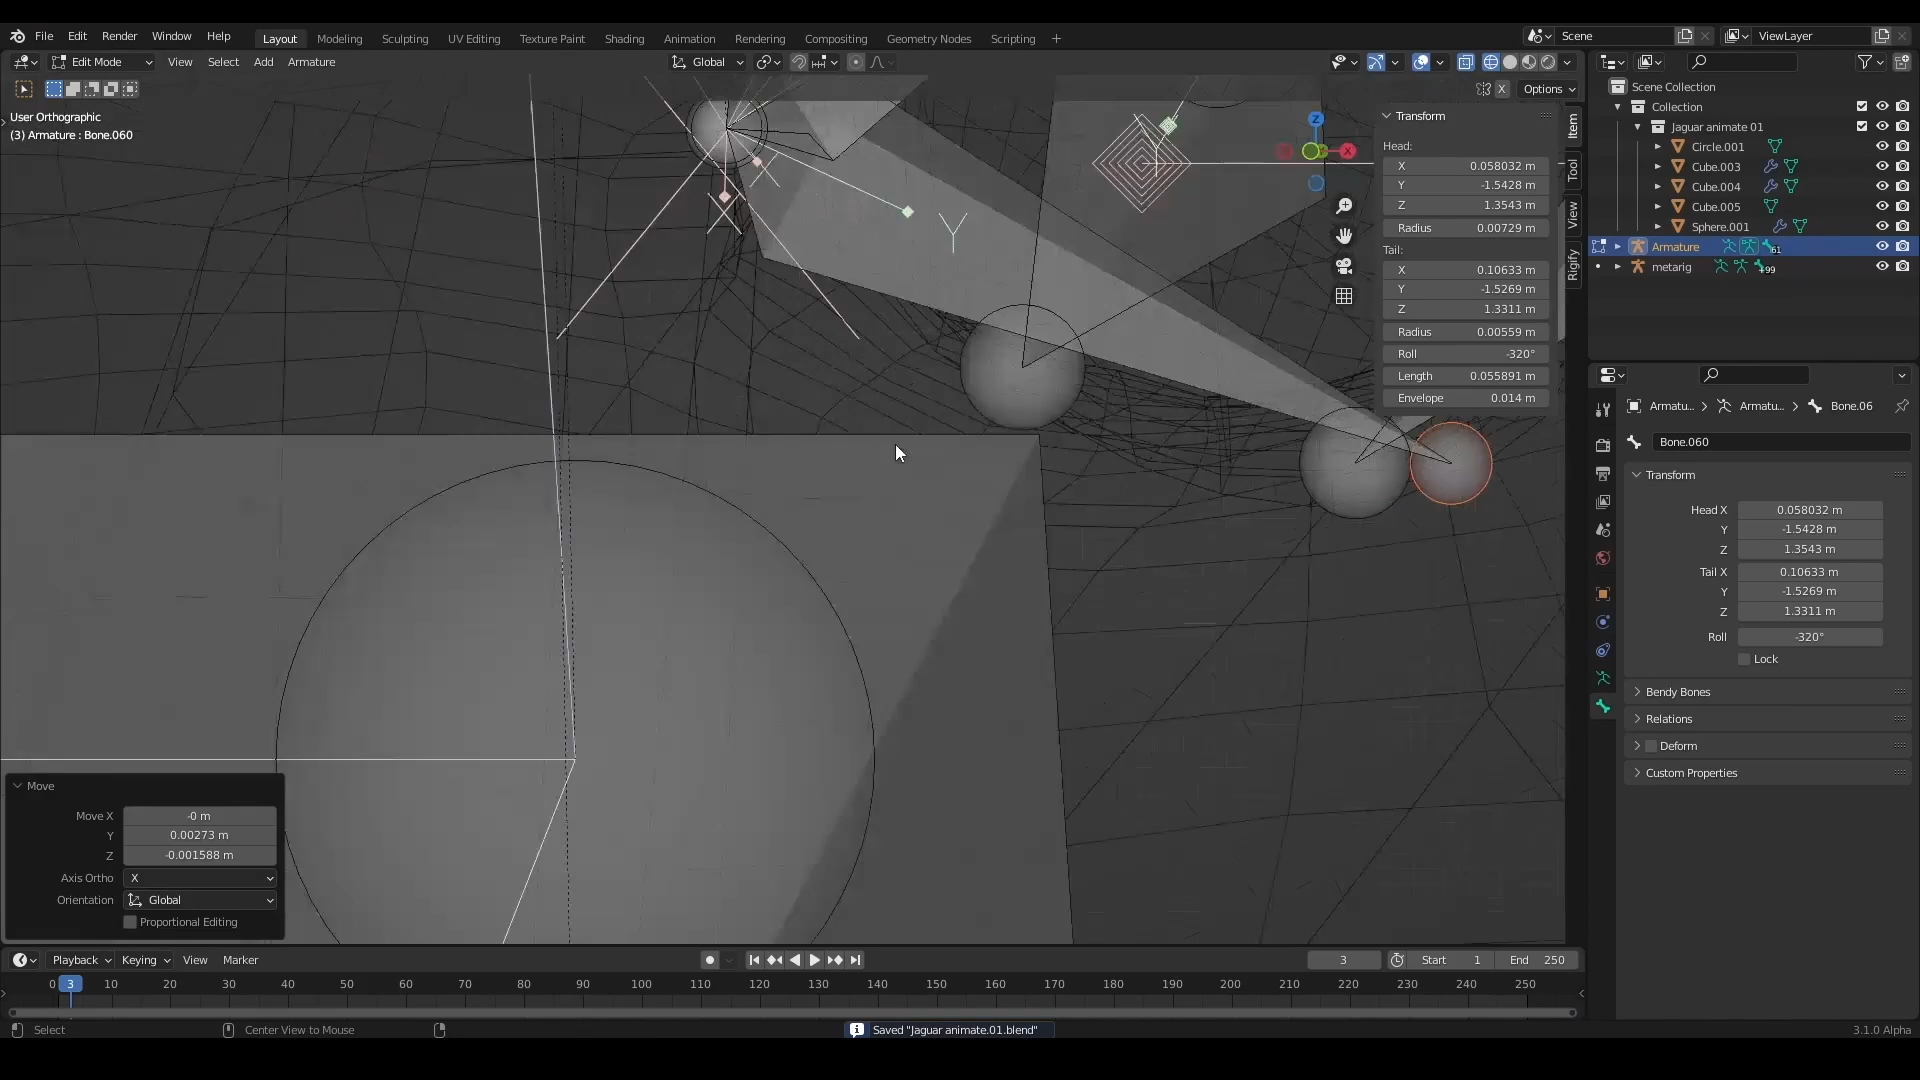 File Edit Render Window Help Layout Modeling Sculpting UV Editing Texture Paint Shading Animation Rendering Compositing Geometry Nodes Scripting + Scene ViewLayer
Edit Mode View Select Add Armature Global
X Options
User Orthographic
(3) Armature : Bone.060
Z
X
Transform
Head:
X 0.058032 m
Y -1.5428 m
Z 1.3543 m
Radius 0.00729 m
Tail:
X 0.10633 m
Y -1.5269 m
Z 1.3311 m
Radius 0.00559 m
Roll -320°
Length 0.055891 m
Envelope 0.014 m
Item
Tool
View
Rigify
Scene Collection
Collection
Jaguar animate 01
Circle.001
Cube.003
Cube.004
Cube.005
Sphere.001
Armature 61
metarig +99
Armatu... Armatu... Bone.06
Bone.060
Transform
Head X 0.058032 m
Y -1.5428 m
Z 1.3543 m
Tail X 0.10633 m
Y -1.5269 m
Z 1.3311 m
Roll -320°
Lock
Bendy Bones
Relations
Deform
Custom Properties
Move
Move X -0 m
Y 0.00273 m
Z -0.001588 m
Axis Ortho X
Orientation Global
Proportional Editing
Playback Keying View Marker 3 Start 1 End 250
0 3 10 20 30 40 50 60 70 80 90 100 110 120 130 140 150 160 170 180 190 200 210 220 230 240 250
Select Center View to Mouse Saved "Jaguar animate.01.blend" 3.1.0 Alpha